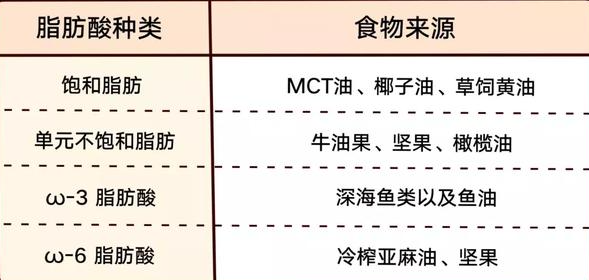 脂肪酸种类 食物来源
饱和脂肪 MCT油、椰子油、草饲黄油
单元不饱和脂肪 牛油果、坚果、橄榄油
ω-3 脂肪酸 深海鱼类以及鱼油
ω-6 脂肪酸 冷榨亚麻油、坚果